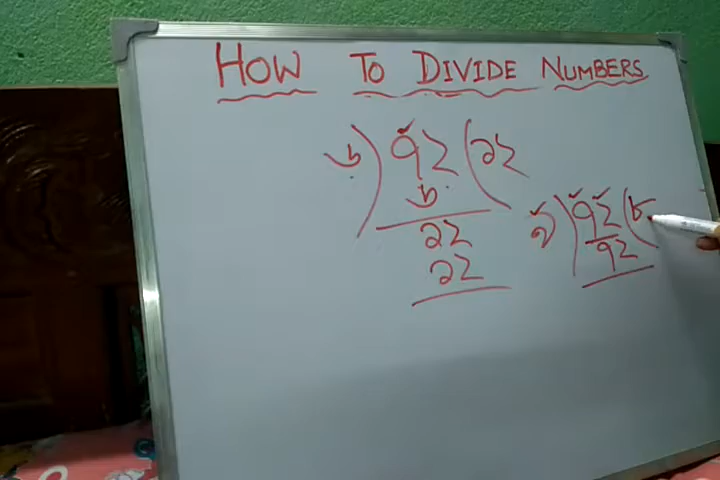 HOW TO DIVIDE NUMBERS
৬ ) ৭২ ( ১২
৬
১২
১২
৯ ) ৭২ ( ৮
৭২